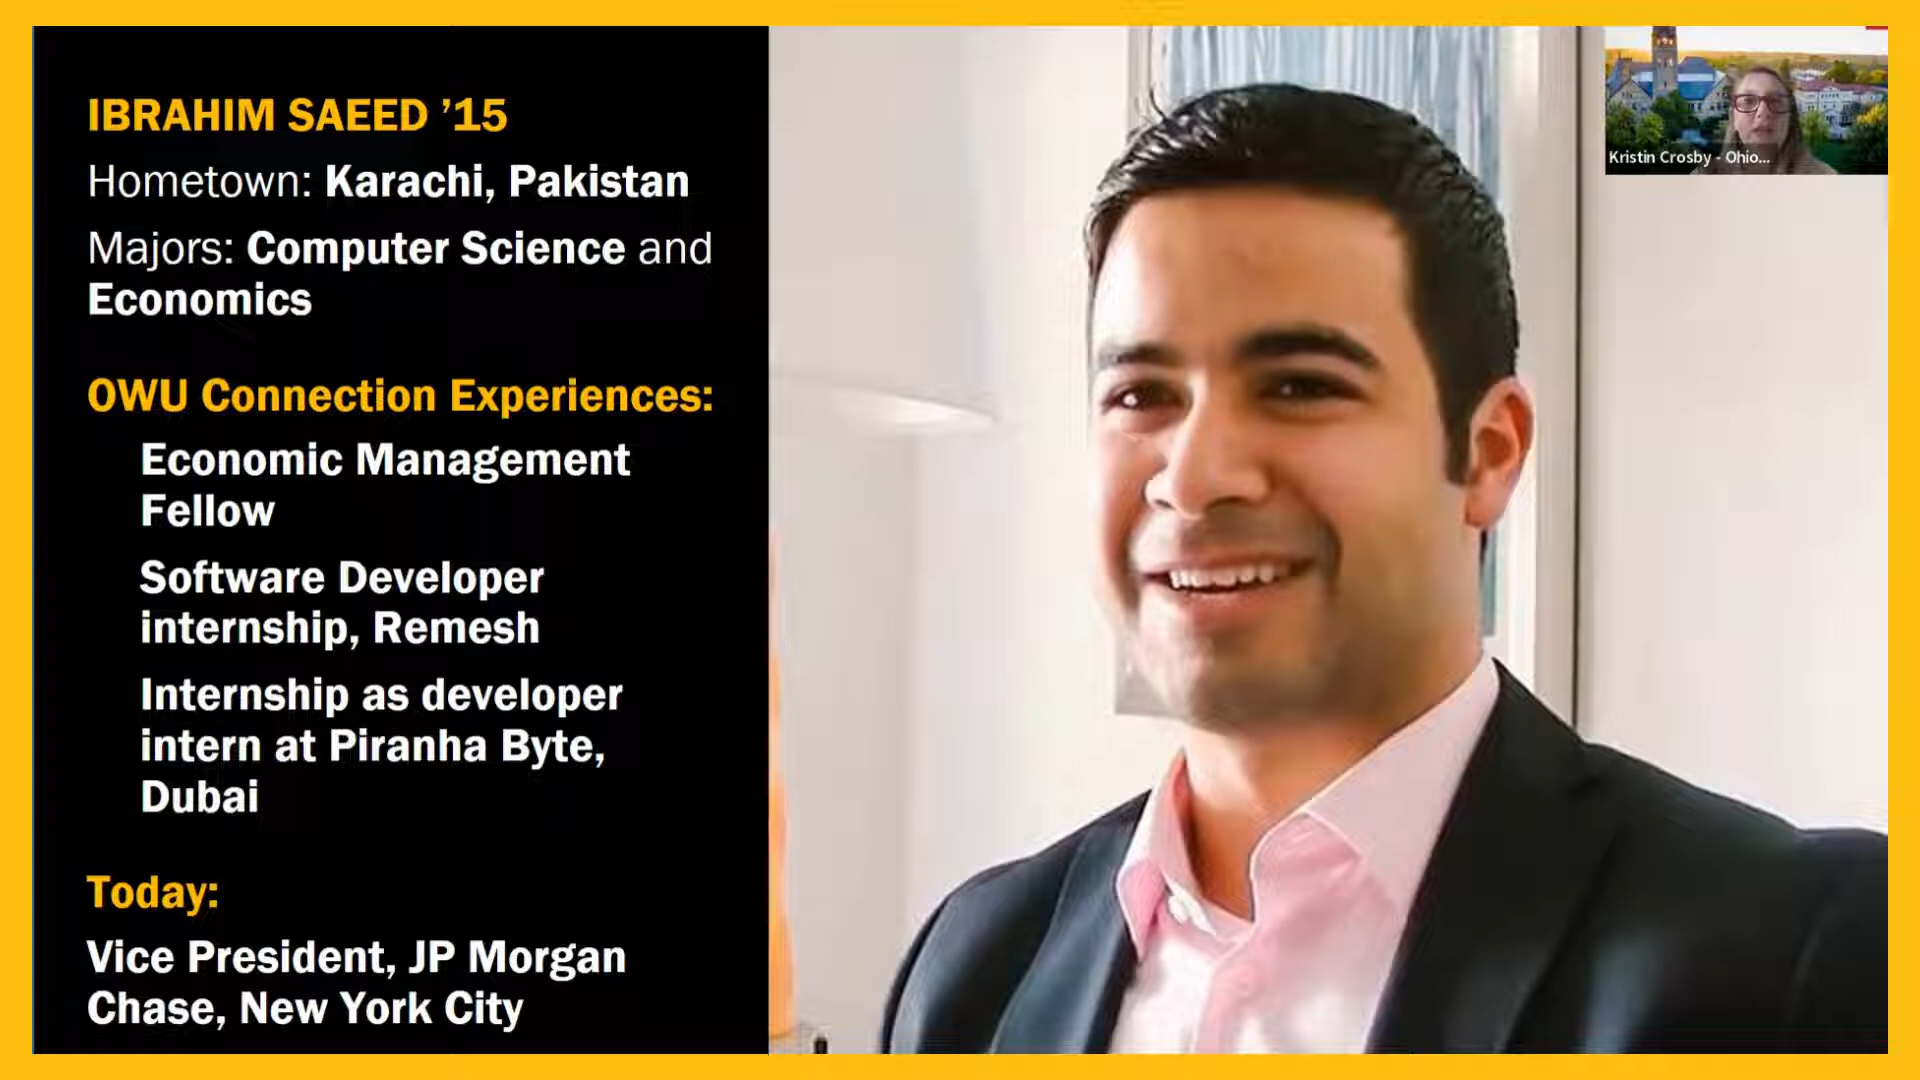 IBRAHIM SAEED ’15
Hometown: Karachi, Pakistan
Majors: Computer Science and
Economics
OWU Connection Experiences:
Economic Management
Fellow
Software Developer
internship, Remesh
Internship as developer
intern at Piranha Byte,
Dubai
Today:
Vice President, JP Morgan
Chase, New York City
Kristin Crosby - Ohio...